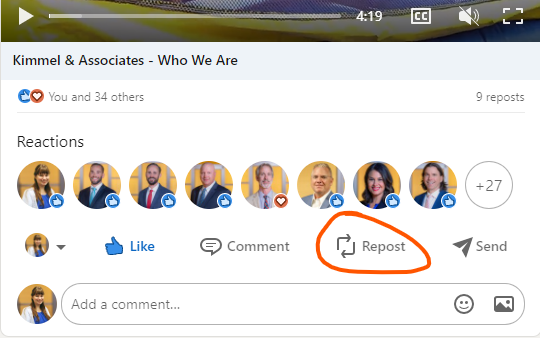 4:19 CC
Kimmel & Associates - Who We Are
You and 34 others 9 reposts
Reactions
+27
Like Comment Repost Send
Add a comment...